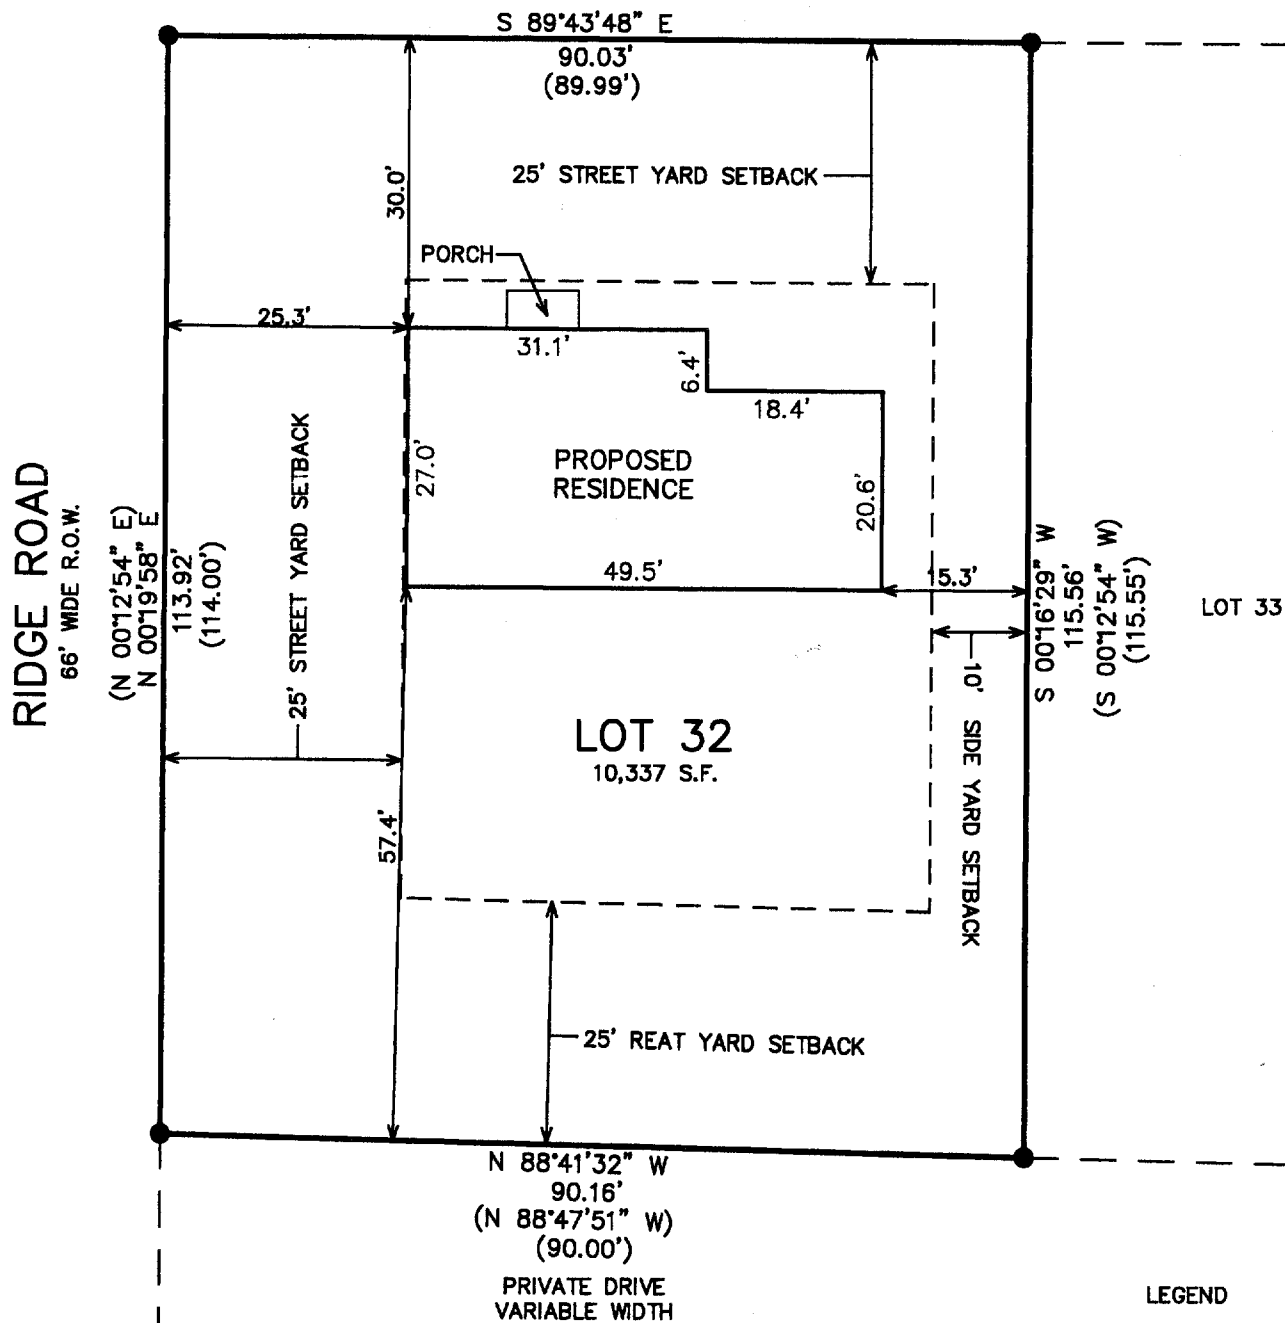 S 89°43'48" E
90.03'
(89.99')
30.0'
25' STREET YARD SETBACK
PORCH
25.3'
31.1'
6.4'
18.4'
25' STREET YARD SETBACK
27.0'
PROPOSED
RESIDENCE
20.6'
49.5'
5.3'
RIDGE ROAD
66' WIDE R.O.W.
(N 00°12'54" E)
N 00°19'58" E
113.92'
(114.00')
S 00°16'29" W
115.56'
(S 00°12'54" W)
(115.55')
LOT 33
10' SIDE YARD SETBACK
LOT 32
10,337 S.F.
57.4'
25' REAT YARD SETBACK
N 88°41'32" W
90.16'
(N 88°47'51" W)
(90.00')
PRIVATE DRIVE
VARIABLE WIDTH
LEGEND